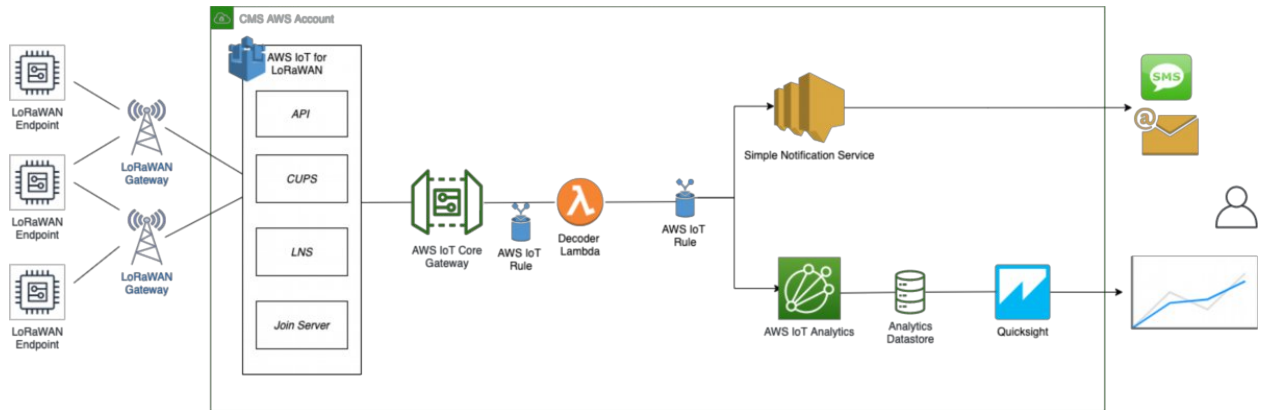 CMS AWS Account
LoRaWAN
Endpoint
LoRaWAN
Endpoint
LoRaWAN
Endpoint
LoRaWAN
Gateway
LoRaWAN
Gateway
AWS IoT for
LoRaWAN
API
CUPS
LNS
Join Server
AWS IoT Core
Gateway
AWS IoT
Rule
Decoder
Lambda
AWS IoT
Rule
Simple Notification Service
SMS
@
AWS IoT Analytics
Analytics
Datastore
Quicksight